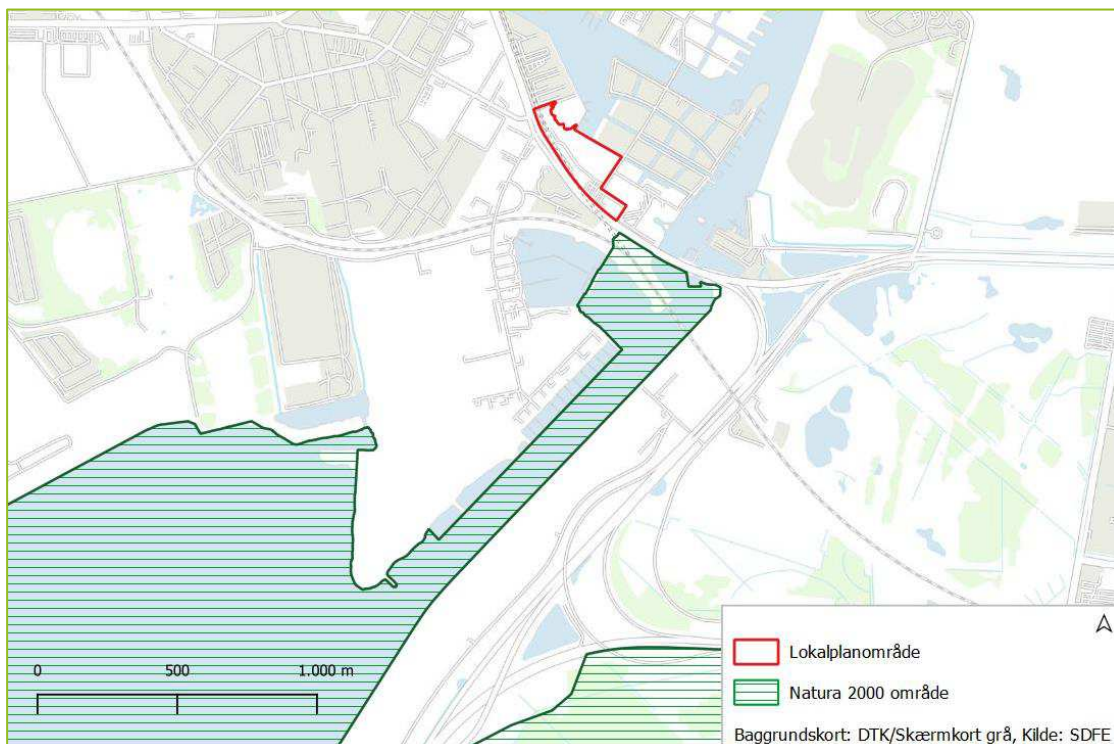 0 500 1.000 m
Lokalplanområde
Natura 2000 område
Baggrundskort: DTK/Skærmkort grå, Kilde: SDFE